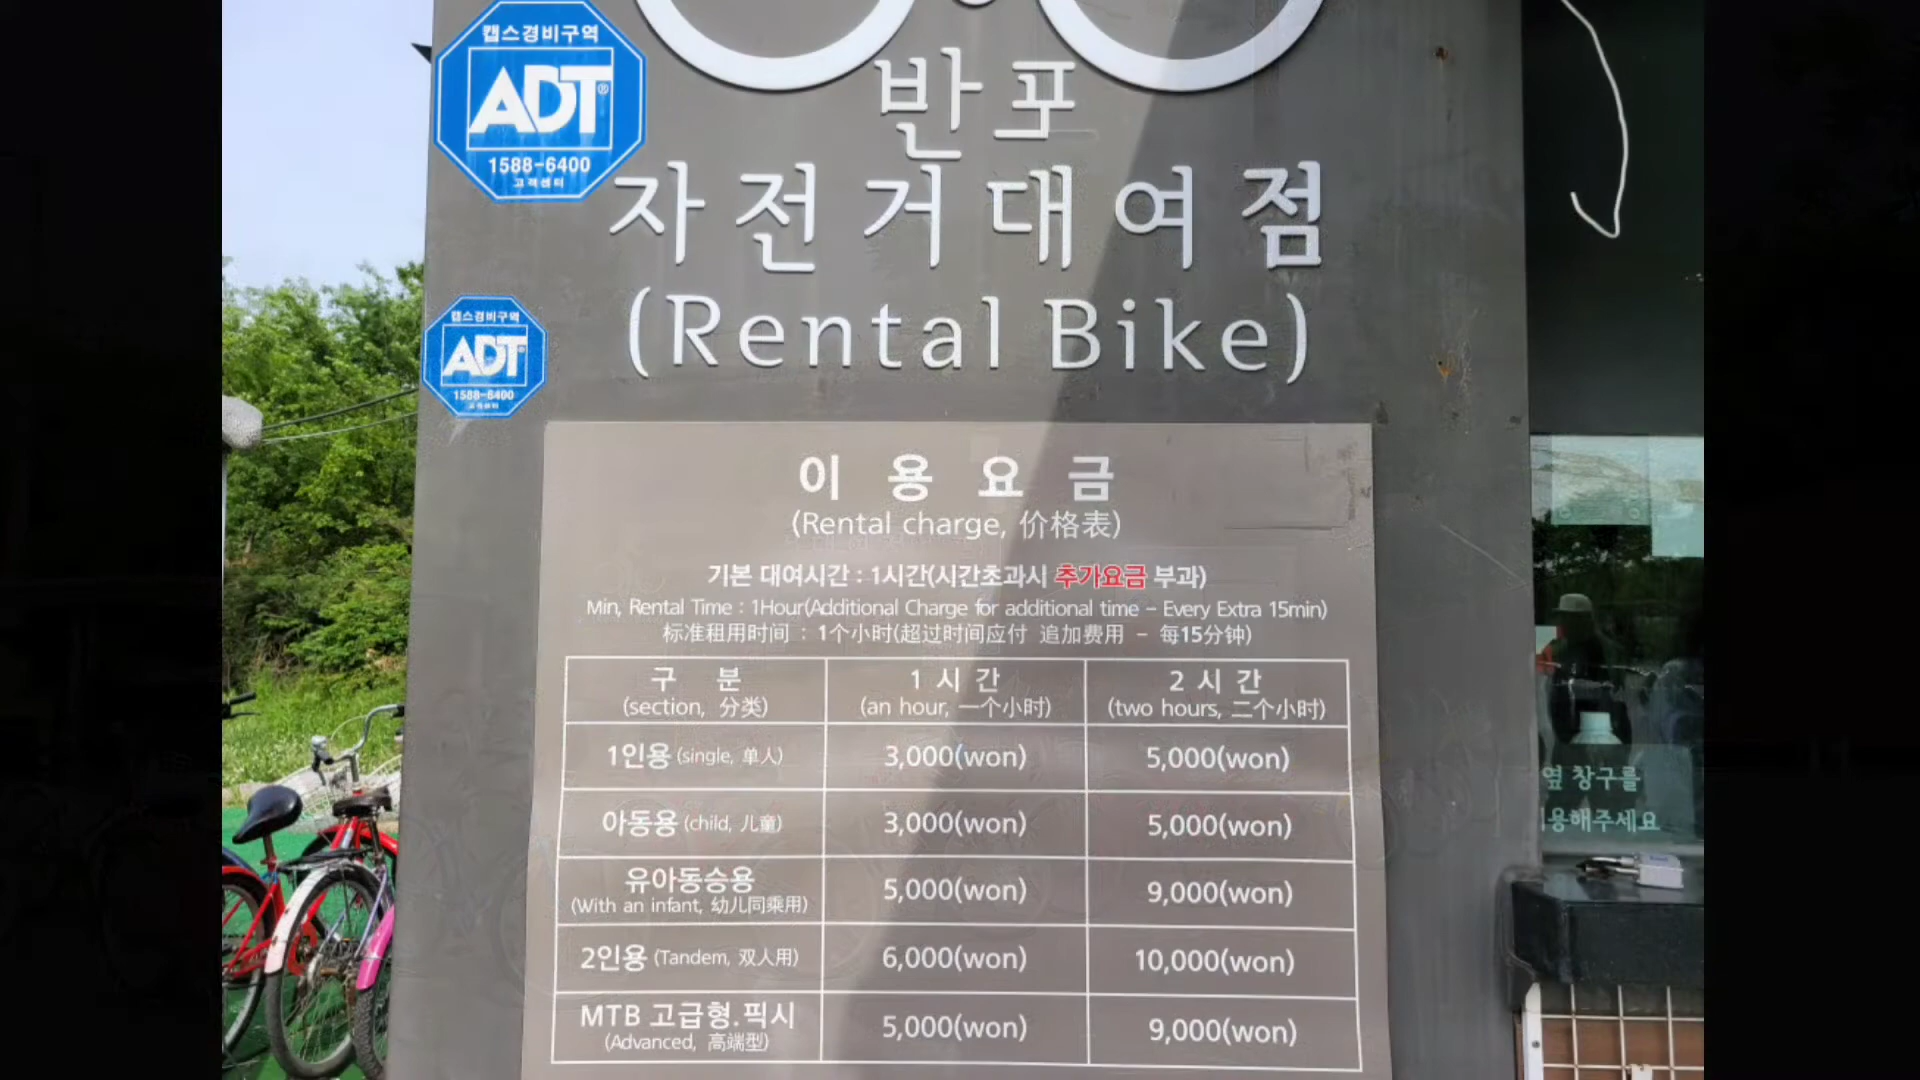 캡스경비구역
ADT®
1588-6400
고객센터
반포
자전거대여점
(Rental Bike)
캡스경비구역
ADT
1588-6400
고객센터
이용요금
(Rental charge, 价格表)
기본 대여시간 : 1시간(시간초과시 추가요금 부과)
Min, Rental Time : 1Hour(Additional Charge for additional time - Every Extra 15min)
标准租用时间 : 1个小时(超过时间应付 追加费用 - 每15分钟)
구 분 1 시 간 2 시 간
(section, 分类) (an hour, 一个小时) (two hours, 二个小时)
1인용 (single, 单人) 3,000(won) 5,000(won)
아동용 (child, 儿童) 3,000(won) 5,000(won)
유아동승용
(With an infant, 幼儿同乘用) 5,000(won) 9,000(won)
2인용 (Tandem, 双人用) 6,000(won) 10,000(won)
MTB 고급형.픽시
(Advanced, 高端型) 5,000(won) 9,000(won)
옆 창구를
용해주세요